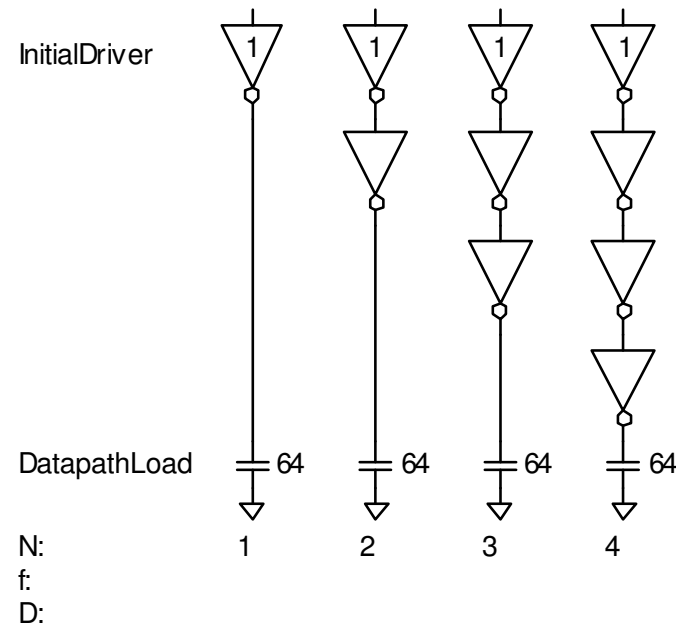 1 1 1 1
InitialDriver
DatapathLoad 64 64 64 64
N: 1 2 3 4
f:
D: